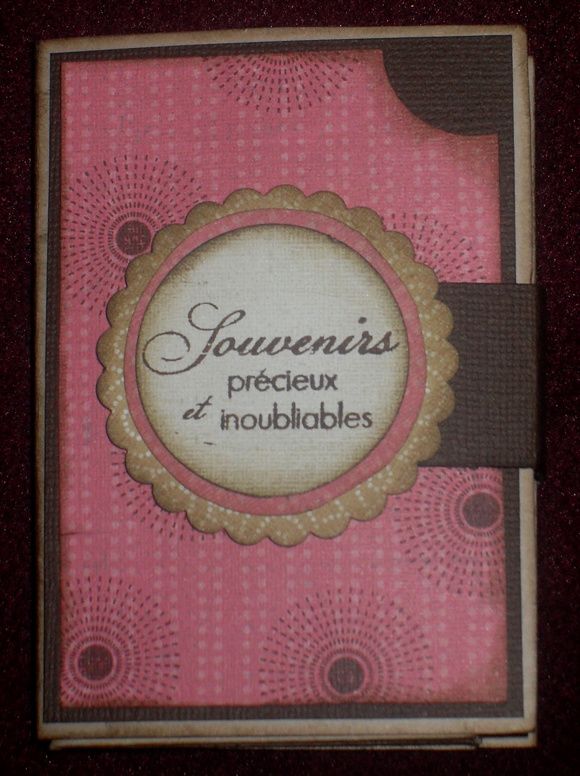 Souvenirs
précieux
et inoubliables